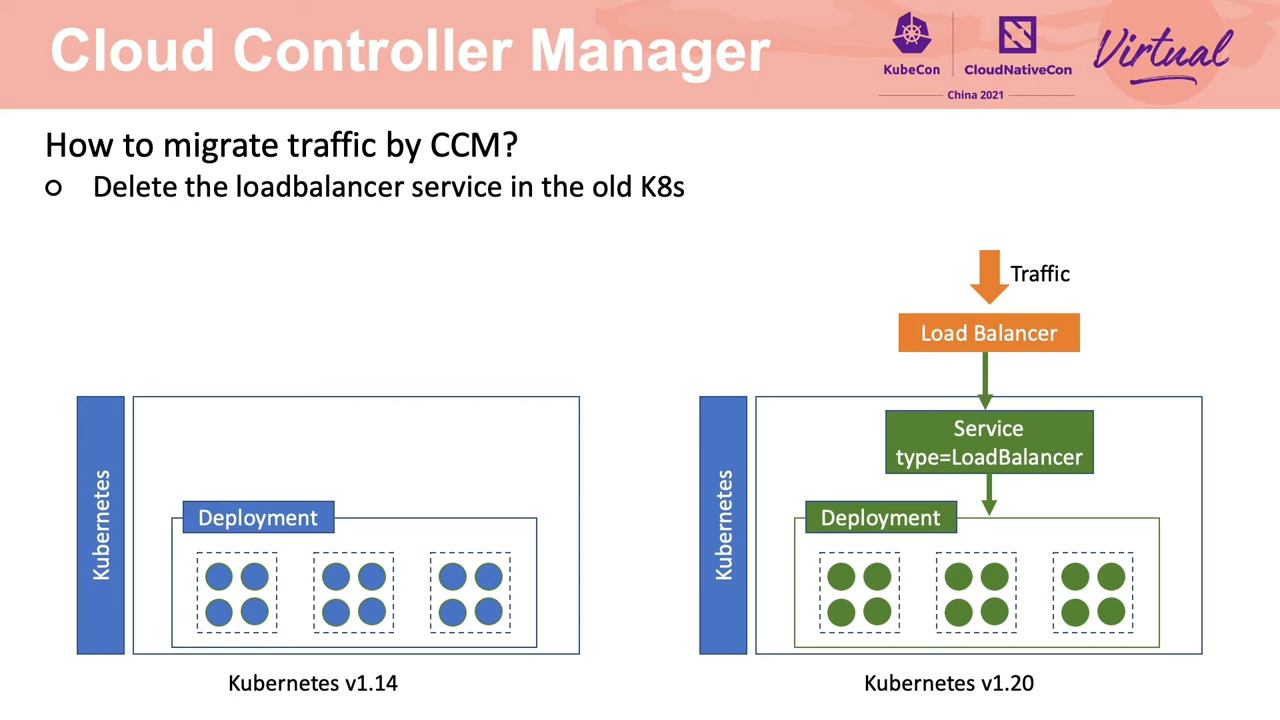 Cloud Controller Manager
KubeCon
CloudNativeCon
China 2021
Virtual
How to migrate traffic by CCM?
Delete the loadbalancer service in the old K8s
Traffic
Load Balancer
Service
type=LoadBalancer
Kubernetes
Deployment
Kubernetes v1.14
Kubernetes
Deployment
Kubernetes v1.20